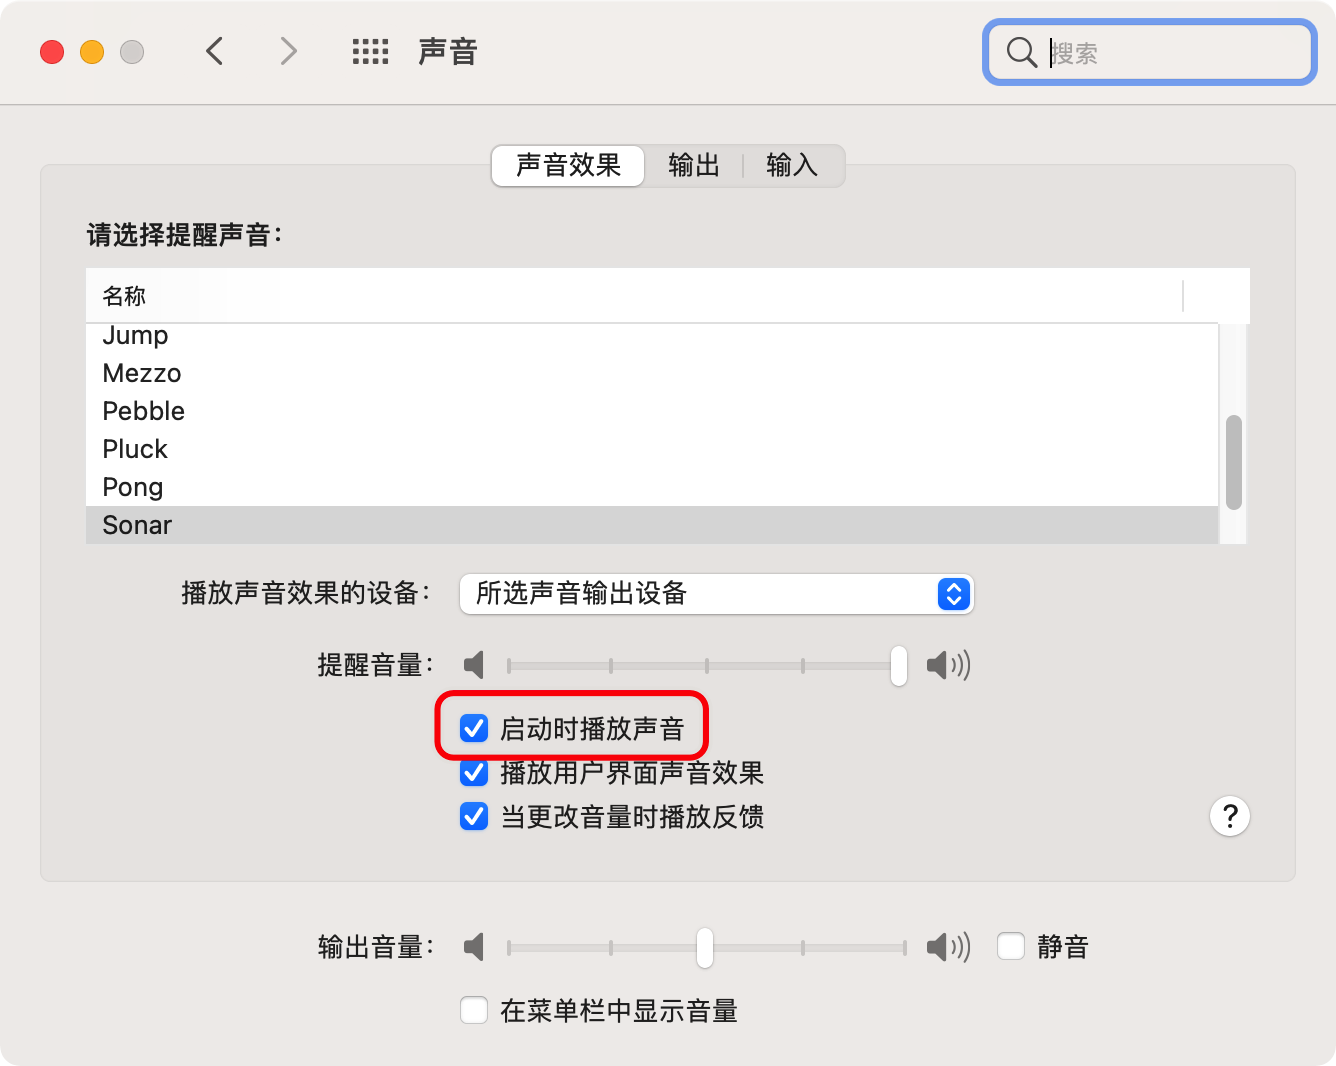 声音
搜索
声音效果 输出 输入
请选择提醒声音：
名称
Jump
Mezzo
Pebble
Pluck
Pong
Sonar
播放声音效果的设备： 所选声音输出设备
提醒音量：
启动时播放声音
播放用户界面声音效果
当更改音量时播放反馈
?
输出音量： 静音
在菜单栏中显示音量